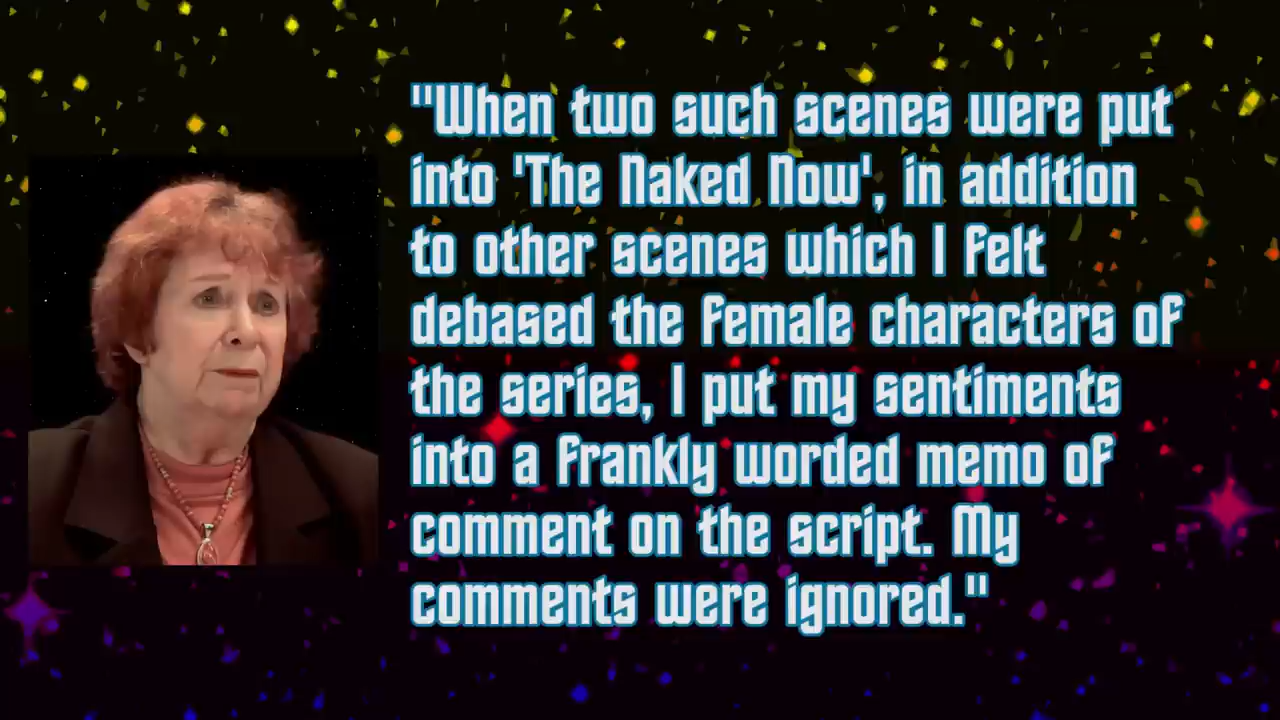 "When two such scenes were put
into 'The Naked Now', in addition
to other scenes which I felt
debased the female characters of
the series, I put my sentiments
into a frankly worded memo of
comment on the script. My
comments were ignored."